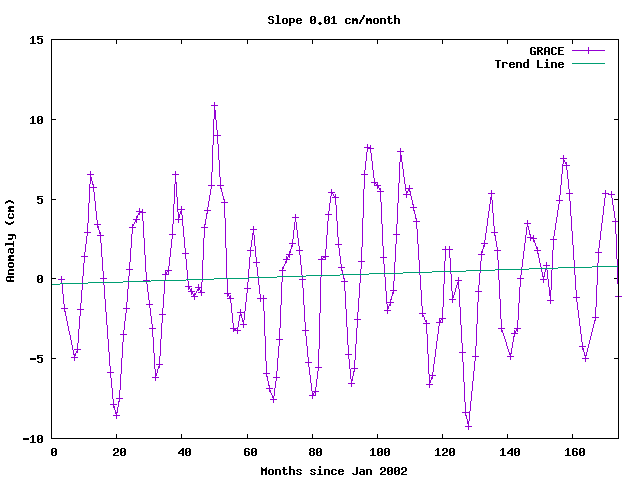 Slope 0.01 cm/month
GRACE
Trend Line
Anomaly (cm)
15
10
5
0
-5
-10
0 20 40 60 80 100 120 140 160
Months since Jan 2002